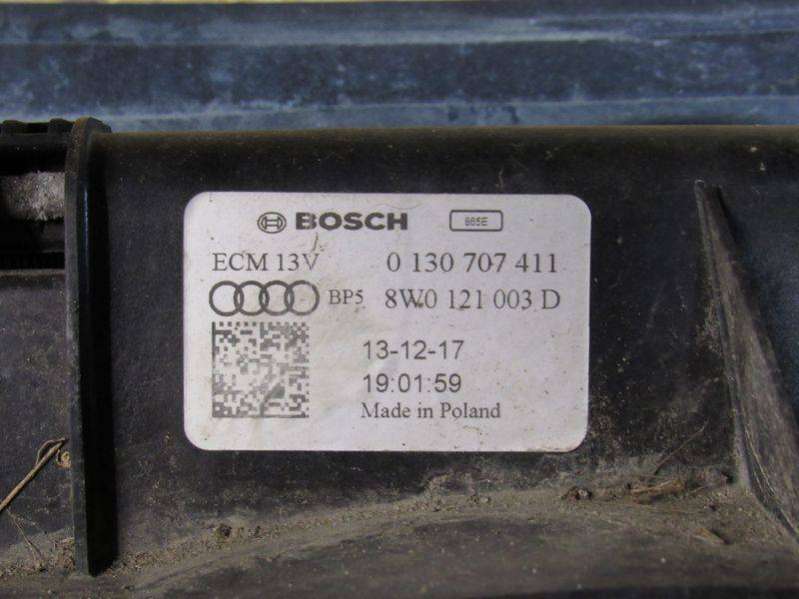 BOSCH 885E
ECM 13V 0 130 707 411
BP5 8W0 121 003 D
13-12-17
19:01:59
Made in Poland